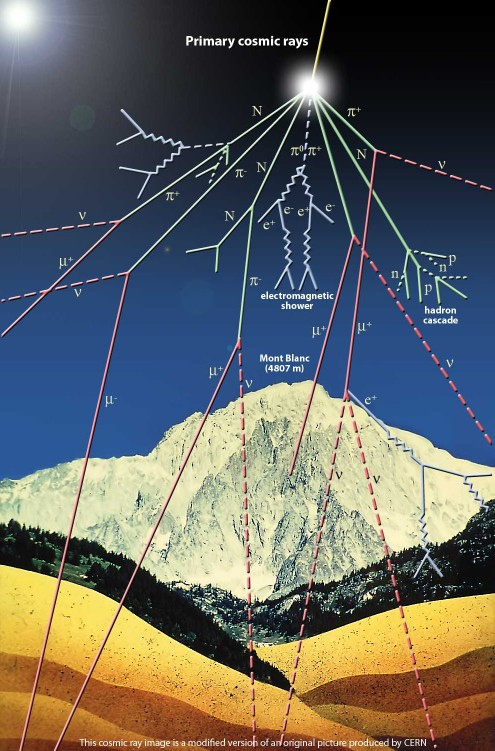 Primary cosmic rays
N
π⁺
π⁰
π⁺
N
π⁻
N
π⁺
ν
N
e⁻
e⁺
e⁻
e⁺
ν
μ⁺
ν
π⁻
n
n
p
p
electromagnetic
shower
hadron
cascade
μ⁺
μ⁺
Mont Blanc
(4807 m)
ν
μ⁺
ν
μ⁻
e⁺
ν
ν
This cosmic ray image is a modified version of an original picture produced by CERN